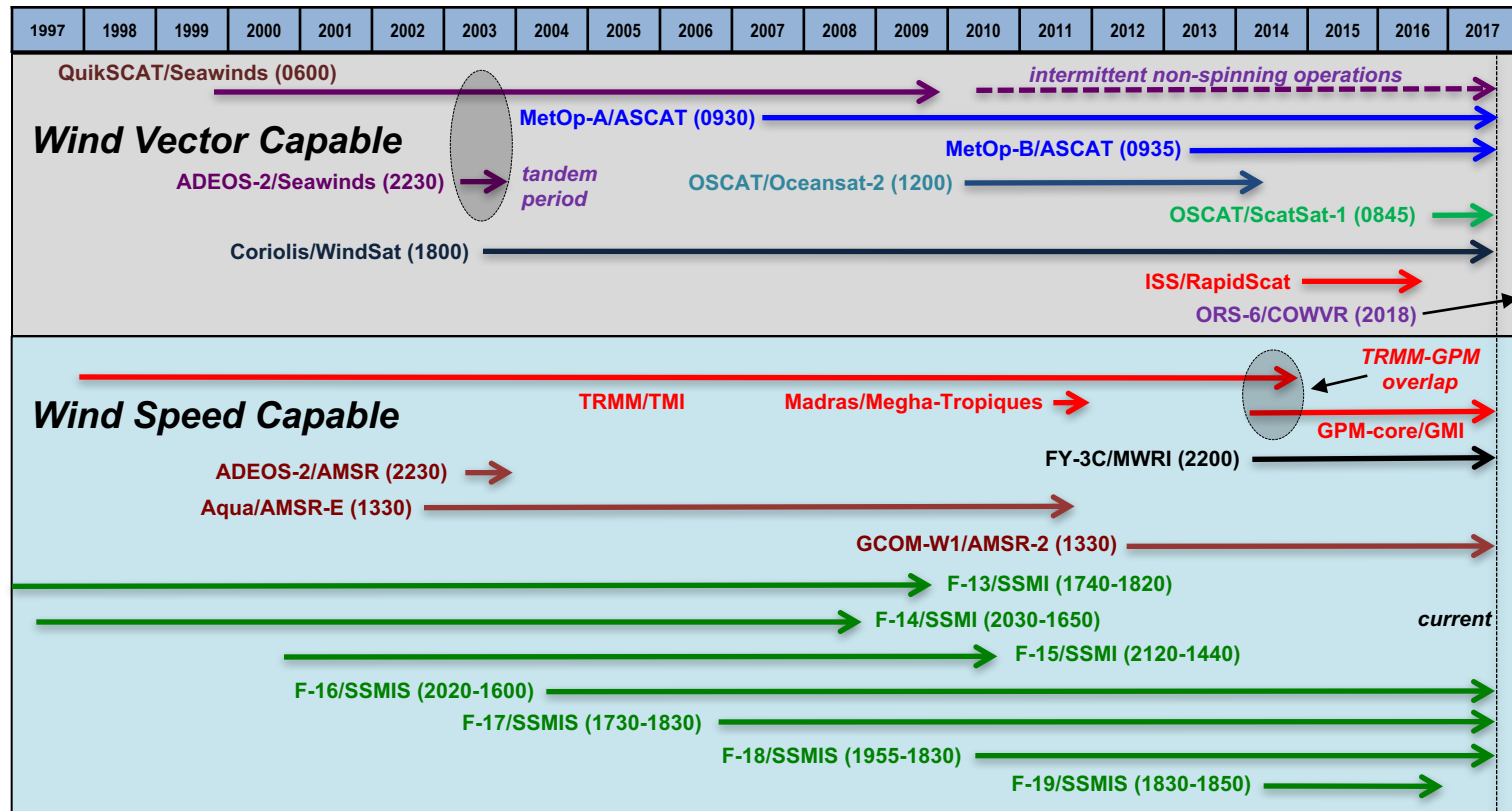 1997 1998 1999 2000 2001 2002 2003 2004 2005 2006 2007 2008 2009 2010 2011 2012 2013 2014 2015 2016 2017
QuikSCAT/Seawinds (0600)
intermittent non-spinning operations
MetOp-A/ASCAT (0930)
Wind Vector Capable
MetOp-B/ASCAT (0935)
ADEOS-2/Seawinds (2230)
tandem
period
OSCAT/Oceansat-2 (1200)
OSCAT/ScatSat-1 (0845)
Coriolis/WindSat (1800)
ISS/RapidScat
ORS-6/COWVR (2018)
TRMM-GPM
overlap
TRMM/TMI
Madras/Megha-Tropiques
Wind Speed Capable
GPM-core/GMI
FY-3C/MWRI (2200)
ADEOS-2/AMSR (2230)
Aqua/AMSR-E (1330)
GCOM-W1/AMSR-2 (1330)
F-13/SSMI (1740-1820)
F-14/SSMI (2030-1650)
current
F-15/SSMI (2120-1440)
F-16/SSMIS (2020-1600)
F-17/SSMIS (1730-1830)
F-18/SSMIS (1955-1830)
F-19/SSMIS (1830-1850)